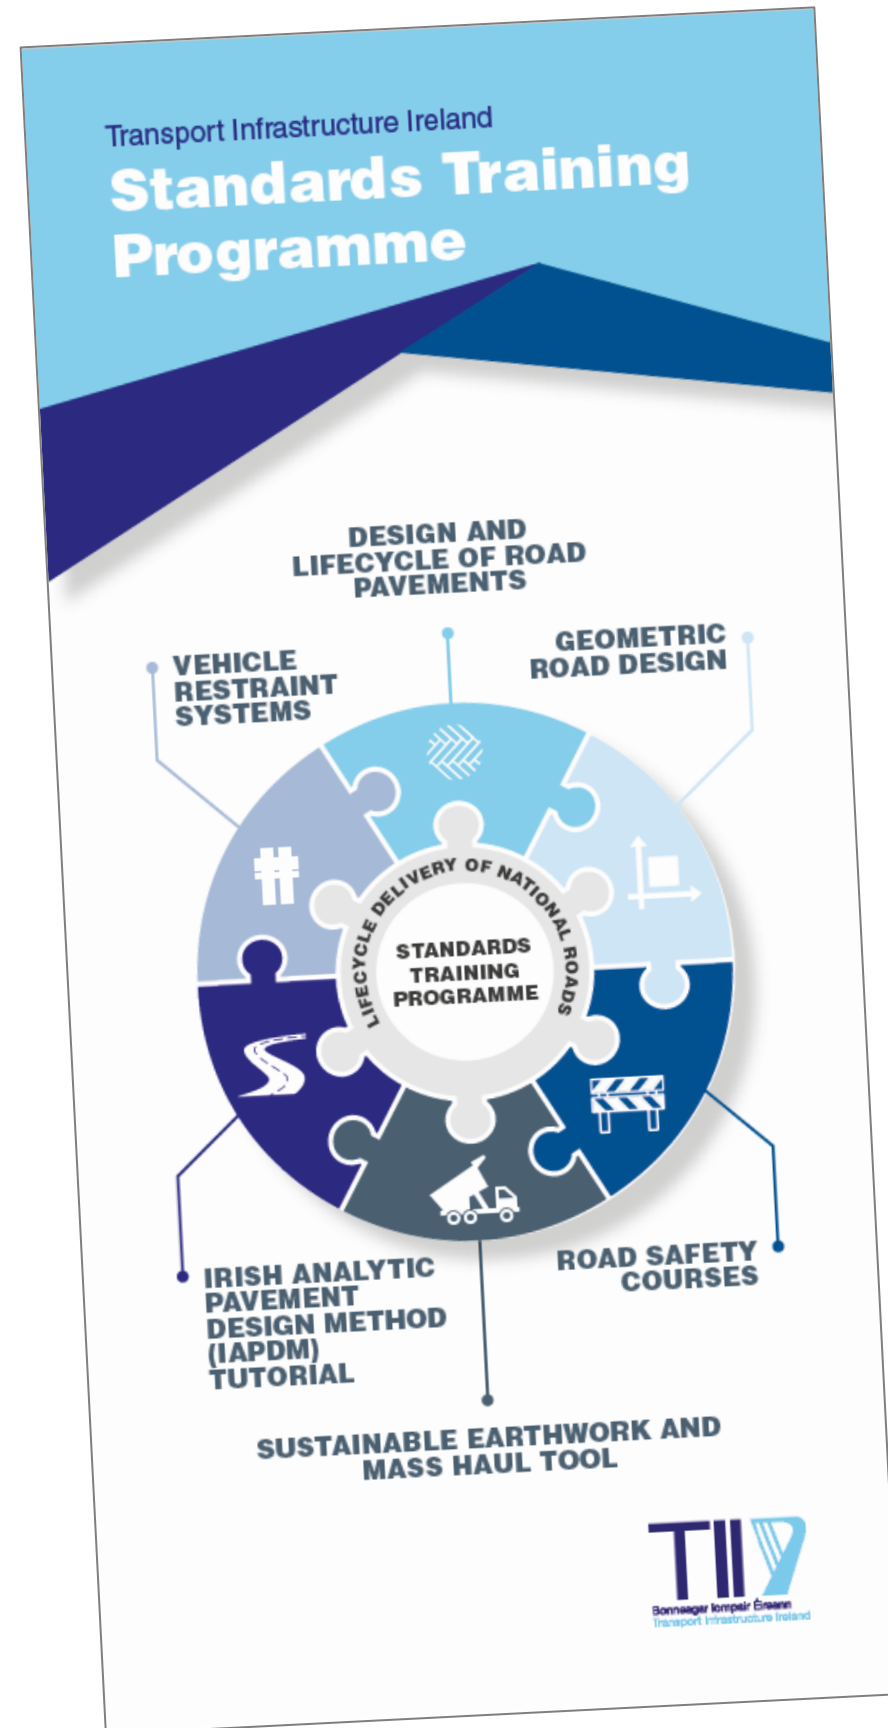 Transport Infrastructure Ireland
Standards Training
Programme
DESIGN AND
LIFECYCLE OF ROAD
PAVEMENTS
VEHICLE
RESTRAINT
SYSTEMS
GEOMETRIC
ROAD DESIGN
LIFECYCLE DELIVERY OF NATIONAL ROADS
STANDARDS
TRAINING
PROGRAMME
IRISH ANALYTIC
PAVEMENT
DESIGN METHOD
(IAPDM)
TUTORIAL
ROAD SAFETY
COURSES
SUSTAINABLE EARTHWORK AND
MASS HAUL TOOL
TII
Bonneagar Iompair Éireann
Transport Infrastructure Ireland